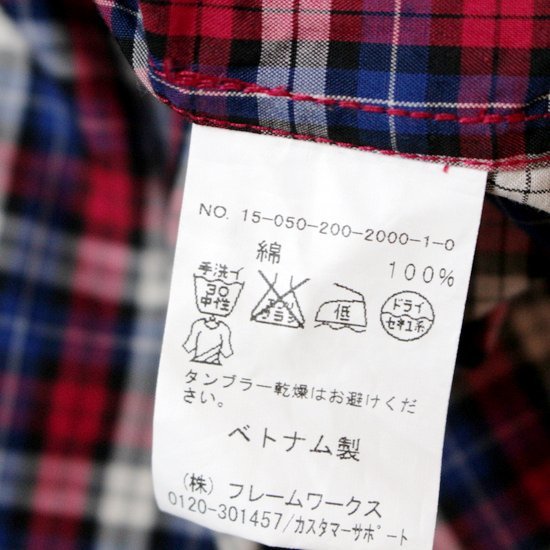 NO. 15-050-200-2000-1-0
綿 100%
手洗イ
30
中性
エンソ
サラシ
低
ドライ
セキユ系
タンブラー乾燥はお避けくだ
さい。
ベトナム製
(株) フレームワークス
0120-301457/カスタマーサポート